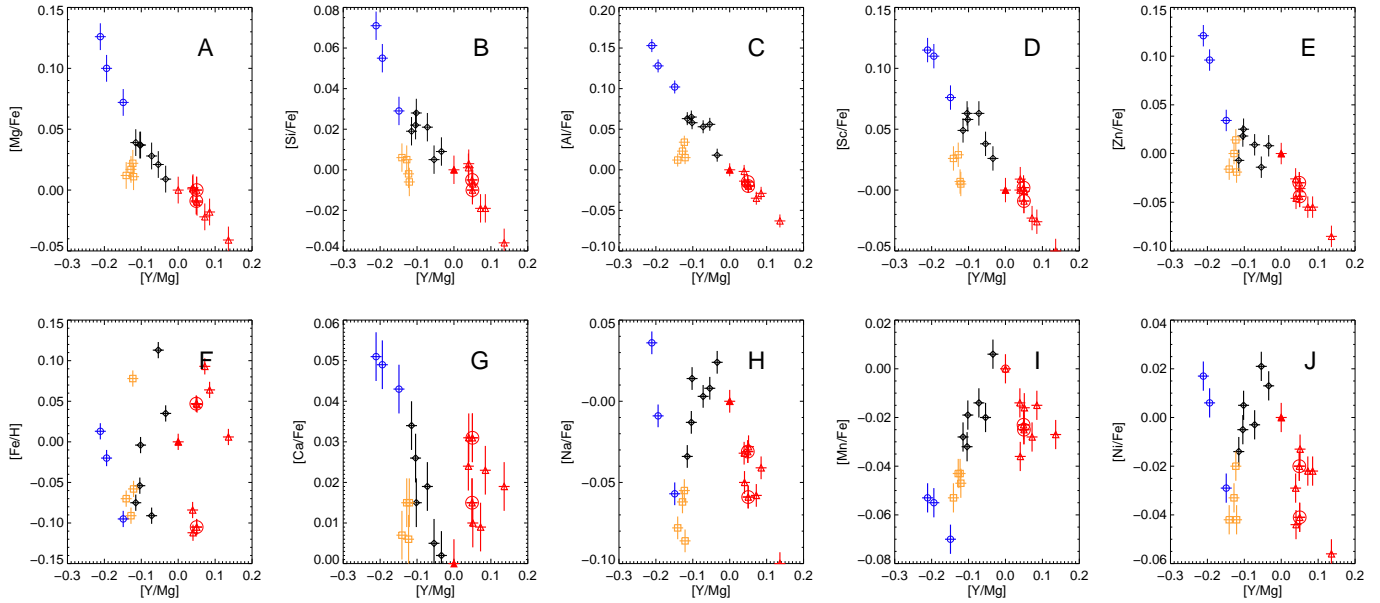 A
B
C
D
E
[Mg/Fe]
0.15
0.10
0.05
0.00
−0.05
−0.3 −0.2 −0.1 0.0 0.1 0.2
[Y/Mg]
[Si/Fe]
0.08
0.06
0.04
0.02
0.00
−0.02
−0.04
−0.3 −0.2 −0.1 0.0 0.1 0.2
[Y/Mg]
[Al/Fe]
0.20
0.15
0.10
0.05
0.00
−0.05
−0.10
−0.3 −0.2 −0.1 0.0 0.1 0.2
[Y/Mg]
[Sc/Fe]
0.15
0.10
0.05
0.00
−0.05
−0.3 −0.2 −0.1 0.0 0.1 0.2
[Y/Mg]
[Zn/Fe]
0.15
0.10
0.05
0.00
−0.05
−0.10
−0.3 −0.2 −0.1 0.0 0.1 0.2
[Y/Mg]
F
G
H
I
J
[Fe/H]
0.15
0.10
0.05
0.00
−0.05
−0.10
−0.15
−0.3 −0.2 −0.1 0.0 0.1 0.2
[Y/Mg]
[Ca/Fe]
0.06
0.05
0.04
0.03
0.02
0.01
0.00
−0.3 −0.2 −0.1 0.0 0.1 0.2
[Y/Mg]
[Na/Fe]
0.05
−0.00
−0.05
−0.10
−0.3 −0.2 −0.1 0.0 0.1 0.2
[Y/Mg]
[Mn/Fe]
0.02
0.00
−0.02
−0.04
−0.06
−0.08
−0.3 −0.2 −0.1 0.0 0.1 0.2
[Y/Mg]
[Ni/Fe]
0.04
0.02
0.00
−0.02
−0.04
−0.06
−0.3 −0.2 −0.1 0.0 0.1 0.2
[Y/Mg]